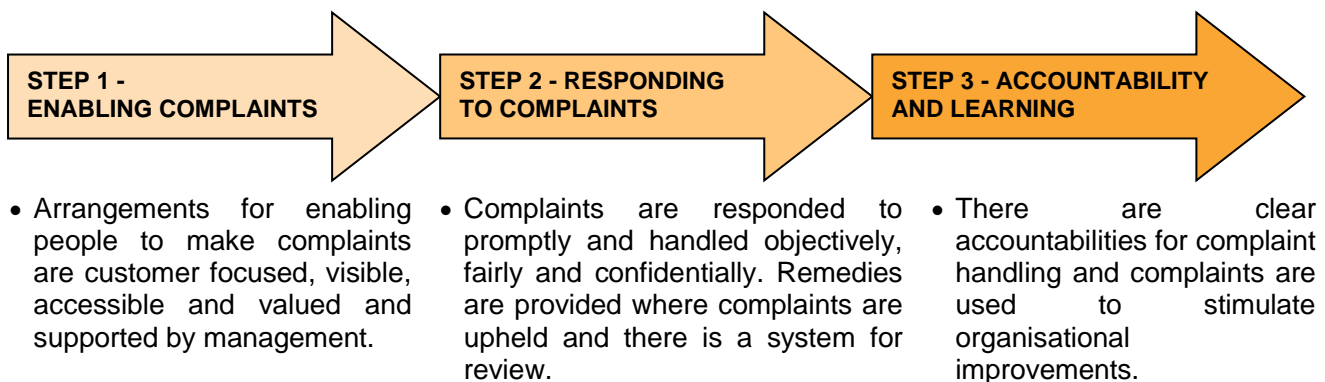 STEP 1 -
ENABLING COMPLAINTS
STEP 2 - RESPONDING
TO COMPLAINTS
STEP 3 - ACCOUNTABILITY
AND LEARNING
• Arrangements for enabling
people to make complaints
are customer focused, visible,
accessible and valued and
supported by management.
• Complaints are responded to
promptly and handled objectively,
fairly and confidentially. Remedies
are provided where complaints are
upheld and there is a system for
review.
• There are clear
accountabilities for complaint
handling and complaints are
used to stimulate
organisational
improvements.